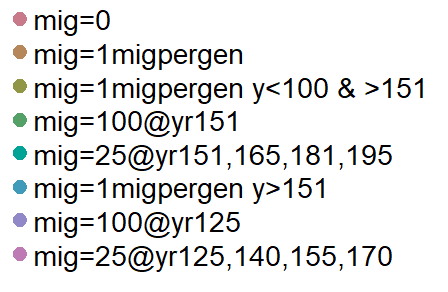 mig=0
mig=1migpergen
mig=1migpergen y<100 & >151
mig=100@yr151
mig=25@yr151,165,181,195
mig=1migpergen y>151
mig=100@yr125
mig=25@yr125,140,155,170